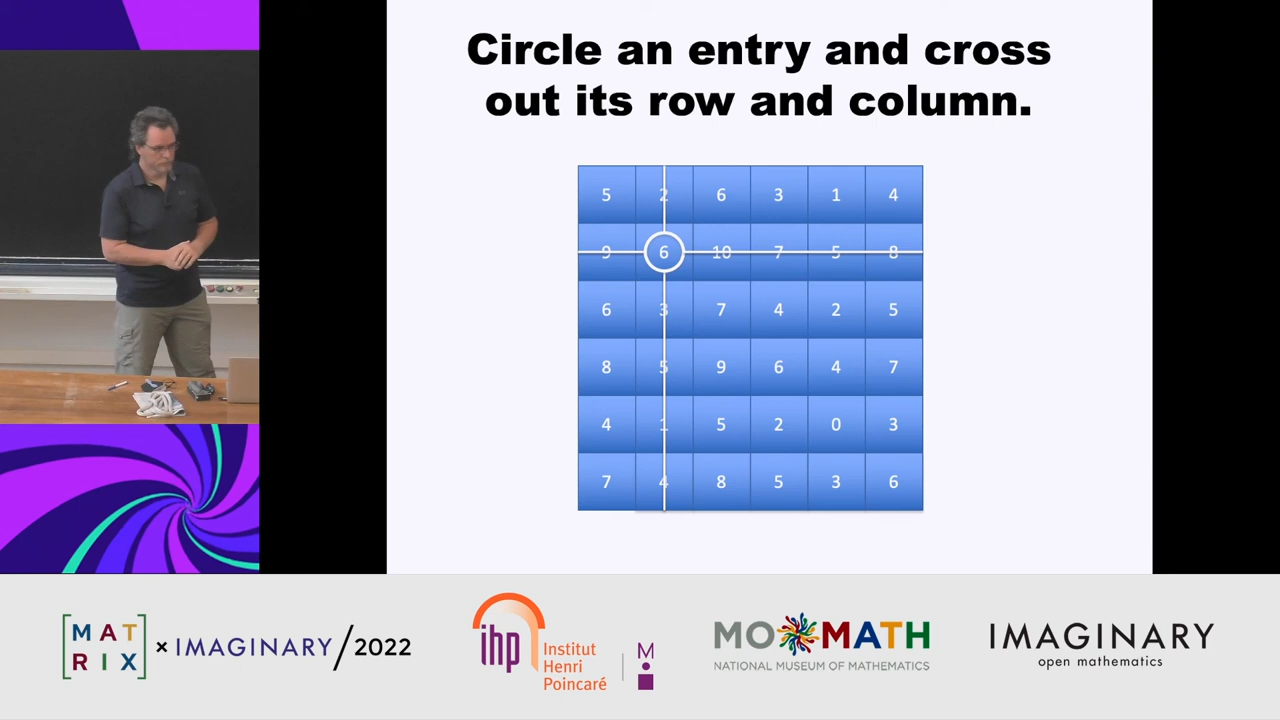 Circle an entry and cross
out its row and column.
5 2 6 3 1 4
9 6 10 7 5 8
6 3 7 4 2 5
8 5 9 6 4 7
4 1 5 2 0 3
7 4 8 5 3 6
MAT
RIX × IMAGINARY/2022
ihp Institut
Henri
Poincaré
M
MOMATH
NATIONAL MUSEUM OF MATHEMATICS
IMAGINARY
open mathematics